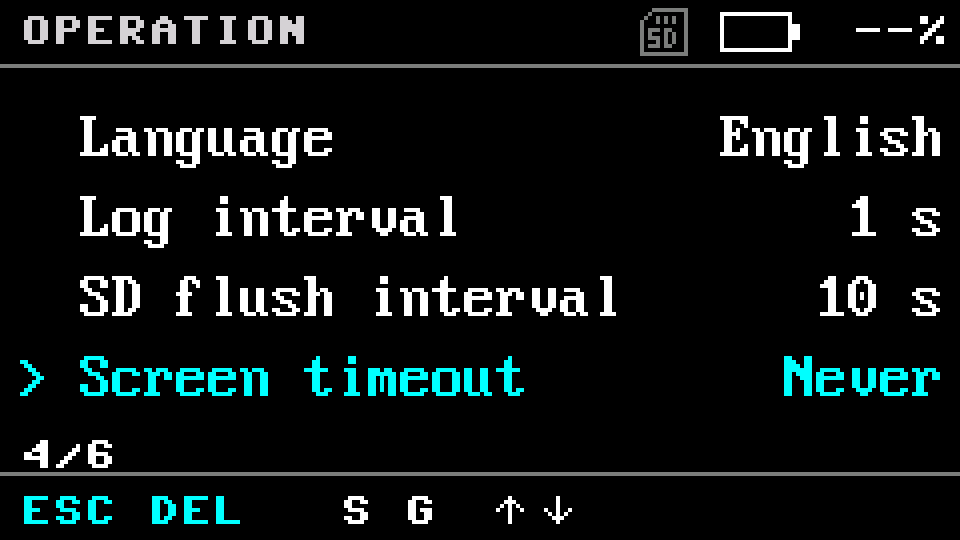 OPERATION SD --%
Language English
Log interval 1 s
SD flush interval 10 s
> Screen timeout Never
4/6
ESC DEL S G ↑ ↓